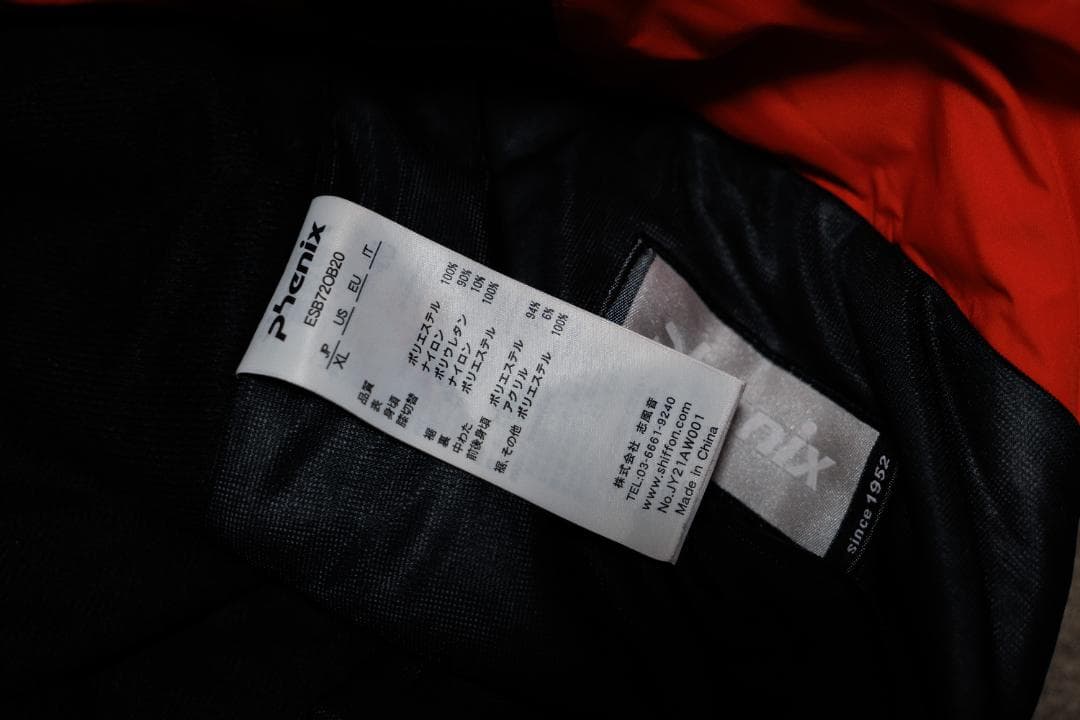 Phenix
ESB72OB20
JP US EU IT
XL
品質
表 身頃 ポリエステル 100%
膝切替 ナイロン 90%
ポリウレタン 10%
裾 ナイロン 100%
裏 ポリエステル
中わた
前後身頃 ポリエステル 94%
アクリル 6%
裾、その他 ポリエステル 100%
株式会社 志風音
TEL:03-6661-9240
www.shiffon.com
No.JY21AW001
Made in China
nix
since 1952